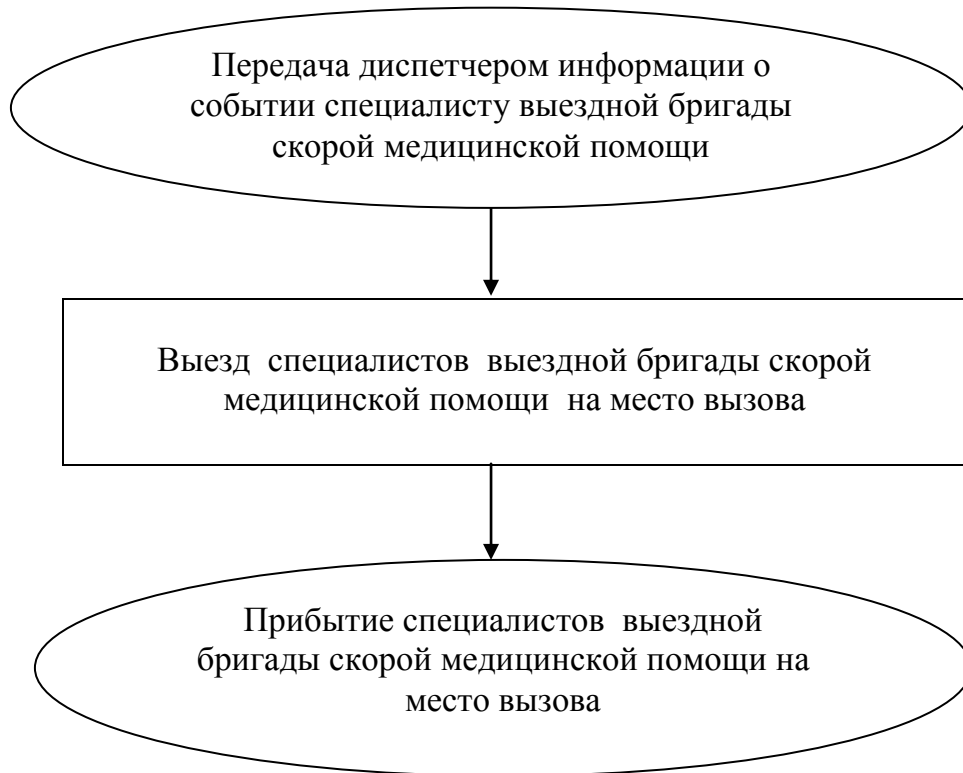 Передача диспетчером информации о
событии специалисту выездной бригады
скорой медицинской помощи
Выезд специалистов выездной бригады скорой
медицинской помощи на место вызова
Прибытие специалистов выездной
бригады скорой медицинской помощи на
место вызова